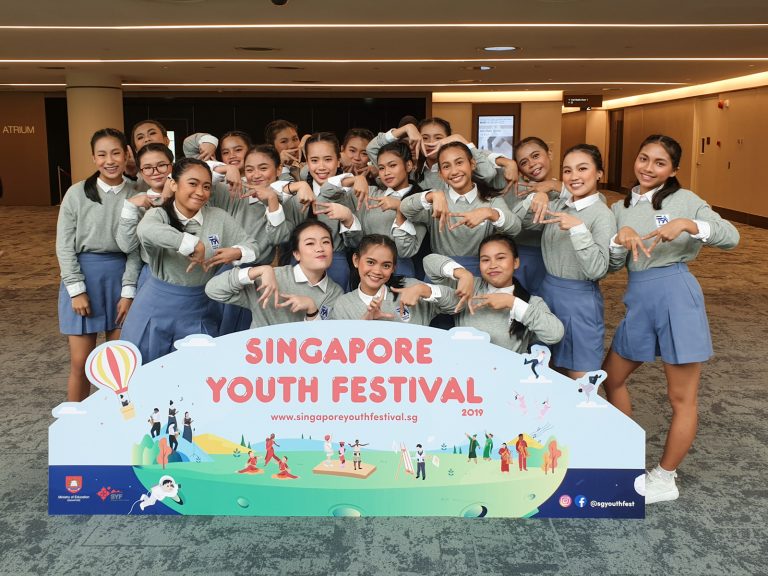 ATRIUM
SINGAPORE
YOUTH FESTIVAL
2019
www.singaporeyouthfestival.sg
Ministry of Education
SYF
@sgyouthfest